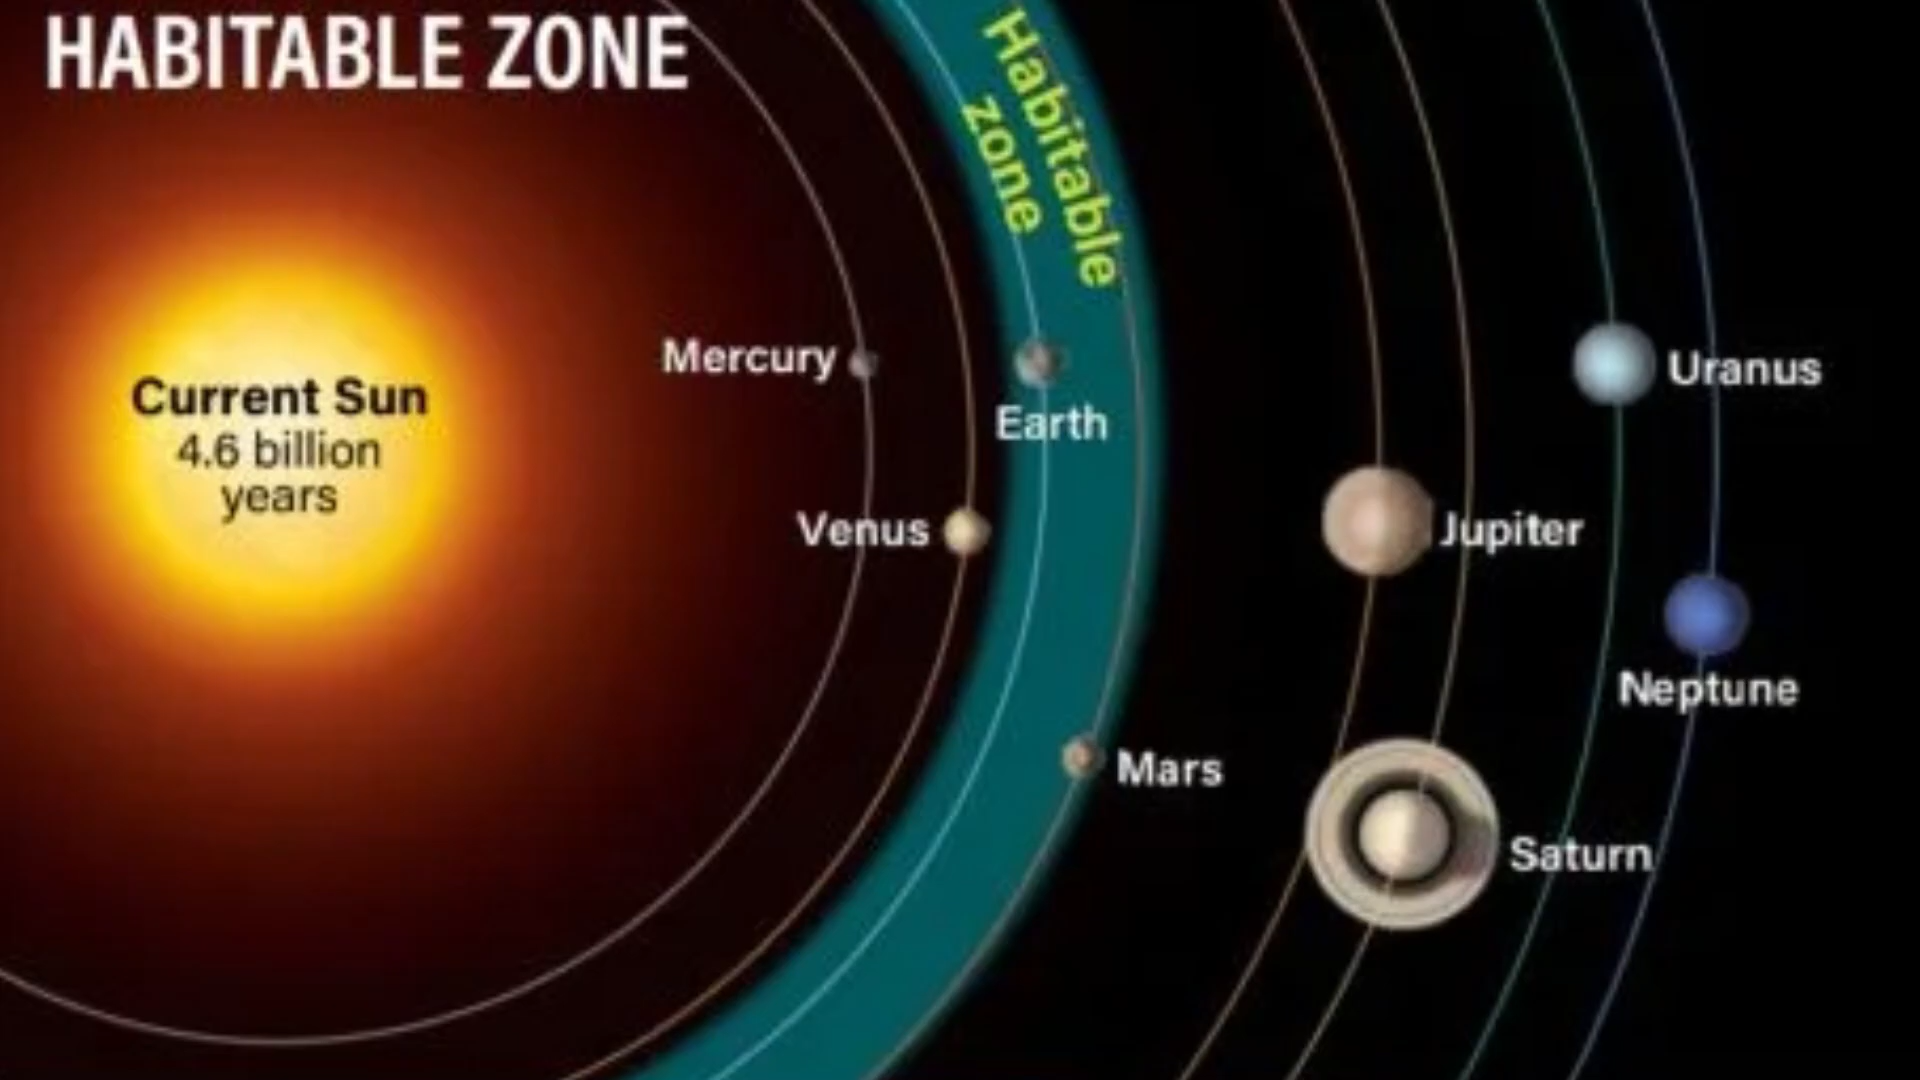 HABITABLE ZONE
Habitable
zone
Current Sun
4.6 billion
years
Mercury
Earth
Venus
Mars
Jupiter
Saturn
Uranus
Neptune